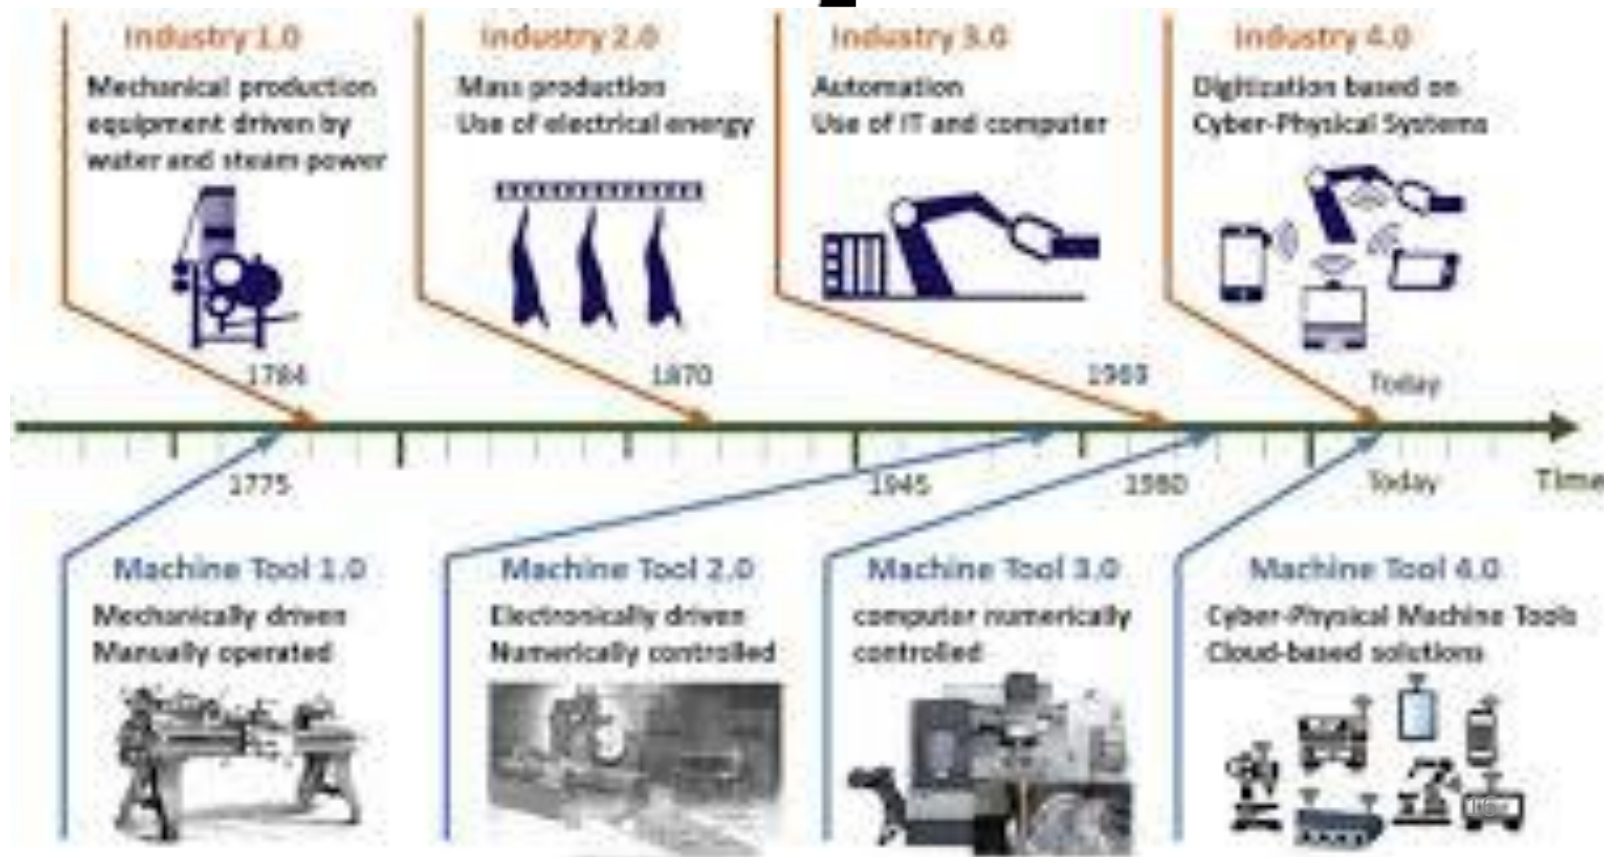 Industry 1.0
Mechanical production
equipment driven by
water and steam power
1784
Industry 2.0
Mass production
Use of electrical energy
1870
Industry 3.0
Automation
Use of IT and computer
1969
Industry 4.0
Digitization based on
Cyber-Physical Systems
Today
1775
1945
1980
Today
Time
Machine Tool 1.0
Mechanically driven
Manually operated
Machine Tool 2.0
Electronically driven
Numerically controlled
Machine Tool 3.0
computer numerically
controlled
Machine Tool 4.0
Cyber-Physical Machine Tools
Cloud-based solutions